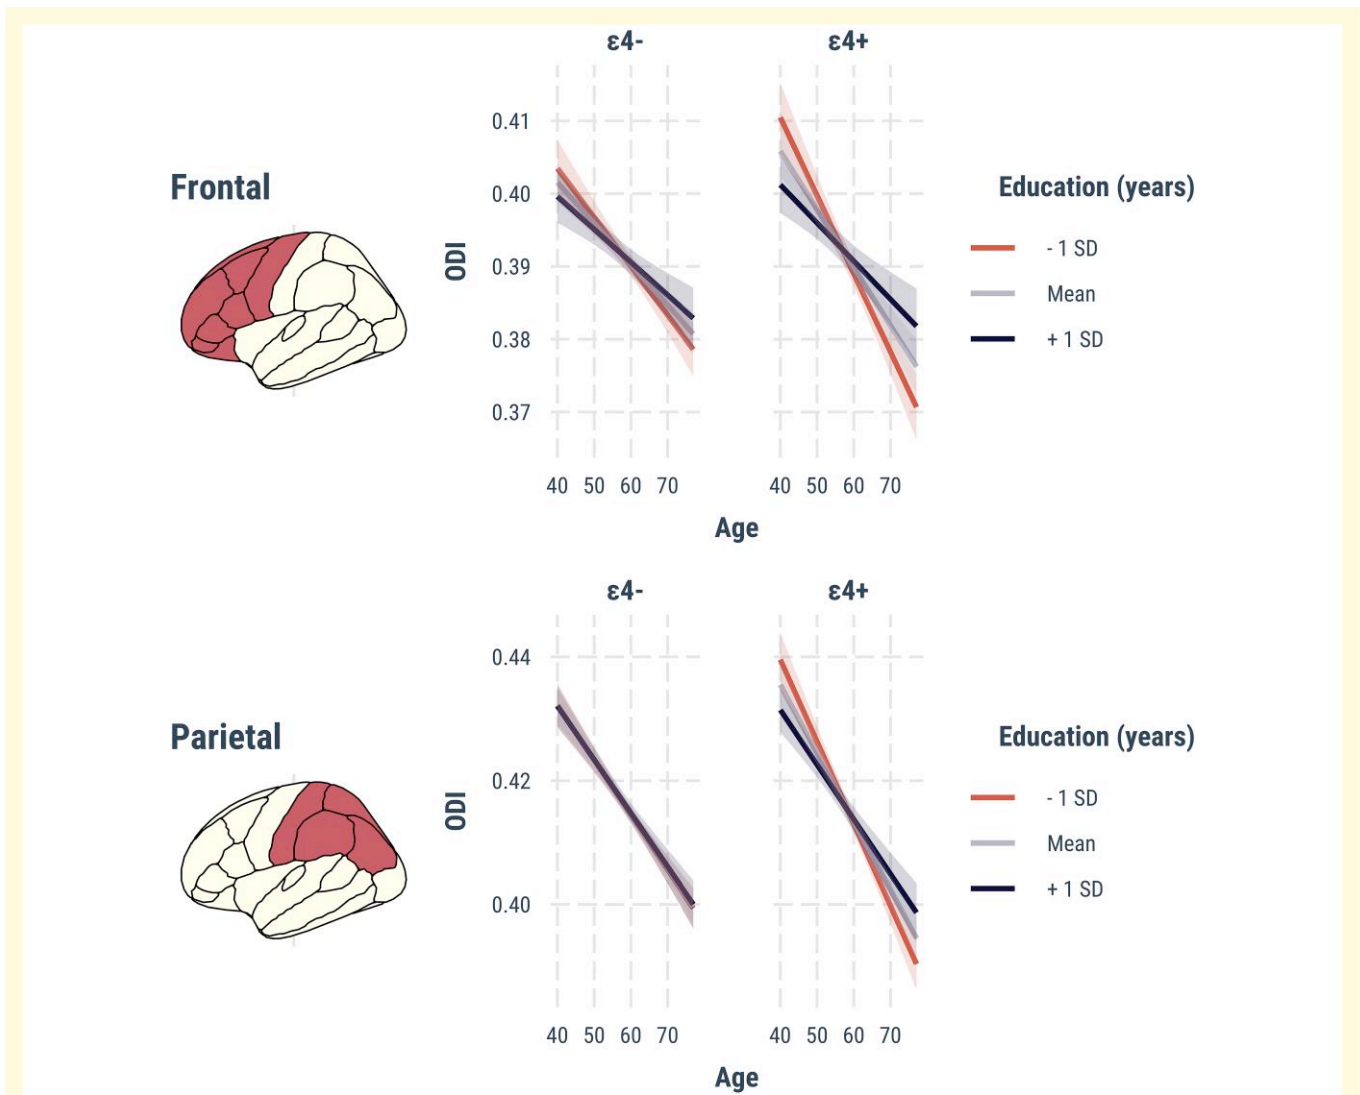 ε4-
ε4+
0.41
0.40
0.39
0.38
0.37
Frontal
ODI
Education (years)
- 1 SD
Mean
+ 1 SD
40 50 60 70
40 50 60 70
Age
ε4-
ε4+
0.44
0.42
0.40
Parietal
ODI
Education (years)
- 1 SD
Mean
+ 1 SD
40 50 60 70
40 50 60 70
Age